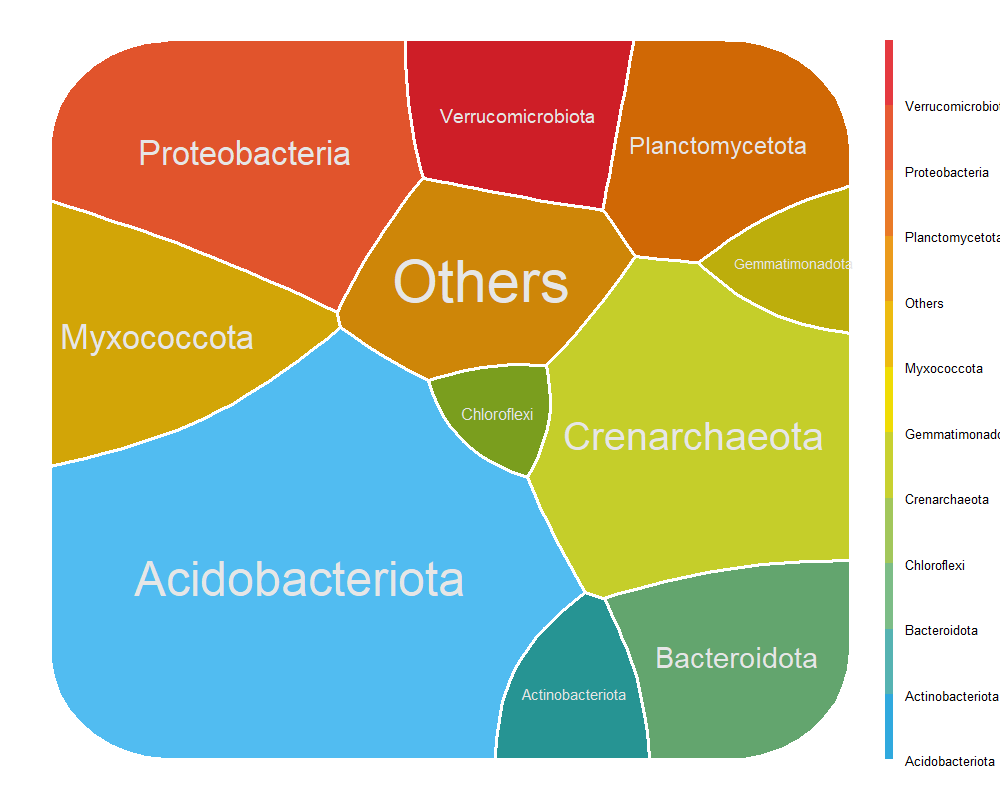 Verrucomicrobiota
Proteobacteria
Planctomycetota
Others
Gemmatimonadota
Myxococcota
Chloroflexi
Crenarchaeota
Acidobacteriota
Bacteroidota
Actinobacteriota
Verrucomicrobiot
Proteobacteria
Planctomycetota
Others
Myxococcota
Gemmatimonado
Crenarchaeota
Chloroflexi
Bacteroidota
Actinobacteriota
Acidobacteriota